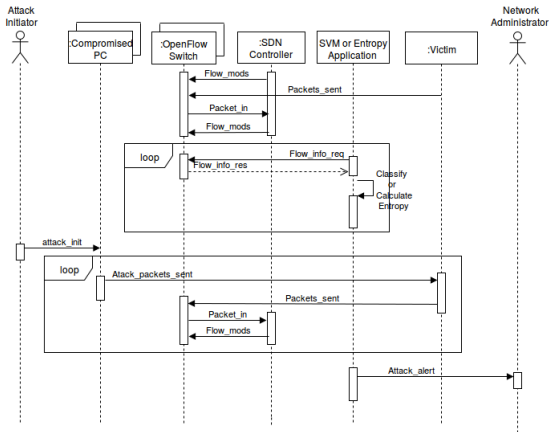 Attack
Initiator
:Compromised
PC
:OpenFlow
Switch
:SDN
Controller
SVM or Entropy
Application
:Victim
Network
Administrator
Flow_mods
Packets_sent
Packet_in
Flow_mods
loop
Flow_info_req
Flow_info_res
Classify
or
Calculate
Entropy
attack_init
loop
Atack_packets_sent
Packets_sent
Packet_in
Flow_mods
Attack_alert